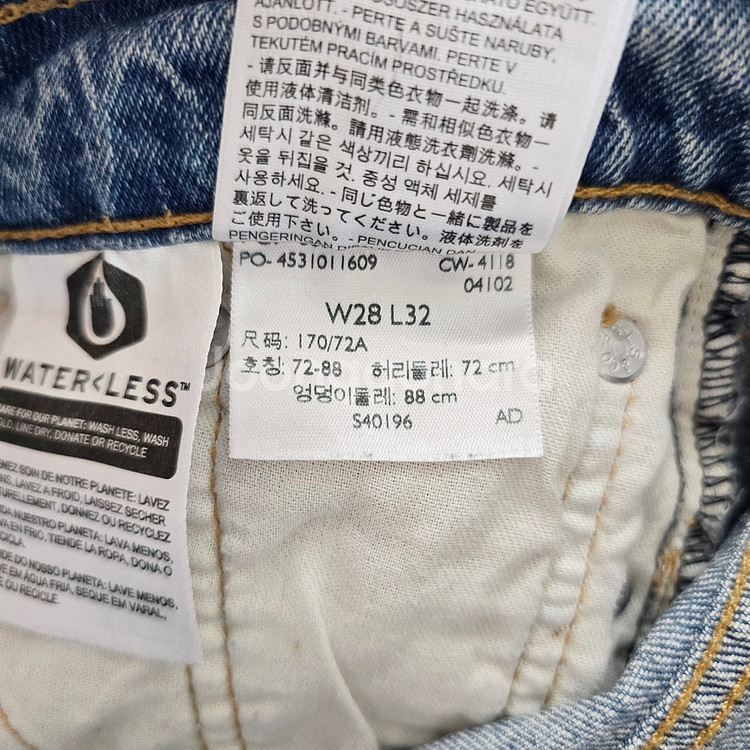 EGYÜTT.
AJÁNLOTT. - PERTE A SUŠTE NARUBY,
S PODOBNÝMI BARVAMI. PERTE V
TEKUTÉM PRACÍM PROSTŘEDKU.
- 请反面并与同类色衣物一起洗涤。请
使用液体清洁剂。- 需和相似色衣物一
同反面洗滌。請用液態洗衣劑洗滌。-
세탁시 같은 색상끼리 하십시요. 세탁시
옷을 뒤집을 것. 중성 액체 세제를
사용하세요. - 同じ色物と一緒に製品を
裏返して洗ってください。液体洗剤を
ご使用下さい。
PENGERINGAN - PENCUCIAN DAN
PO- 4531011609 CW- 4118
04102
W28 L32
尺码: 170/72A
호칭: 72-88 허리둘레: 72 cm
엉덩이둘레: 88 cm
S40196 AD
WATER<LESS™
CARE FOR OUR PLANET: WASH LESS, WASH
COLD, LINE DRY, DONATE OR RECYCLE
SOIN DE NOTRE PLANETE: LAVEZ
A FROID, LAISSEZ SECHER
DONNEZ OU RECYCLEZ
NUESTRO PLANETA: LAVA MENOS,
EN FRIO, TIENDE LA ROPA, DONA O
DO NOSSO PLANETA: LAVE MENOS,
EM ÁGUA FRIA, SEQUE EM VARAL,
OU RECICLE.